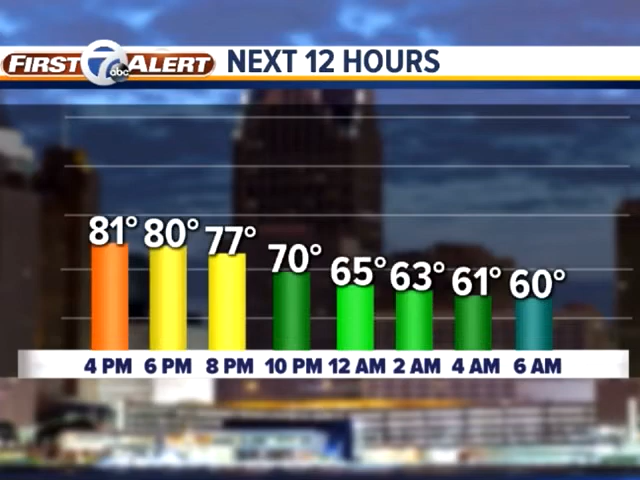 FIRST 7 abc ALERT NEXT 12 HOURS
81° 80° 77° 70° 65° 63° 61° 60°
4 PM 6 PM 8 PM 10 PM 12 AM 2 AM 4 AM 6 AM